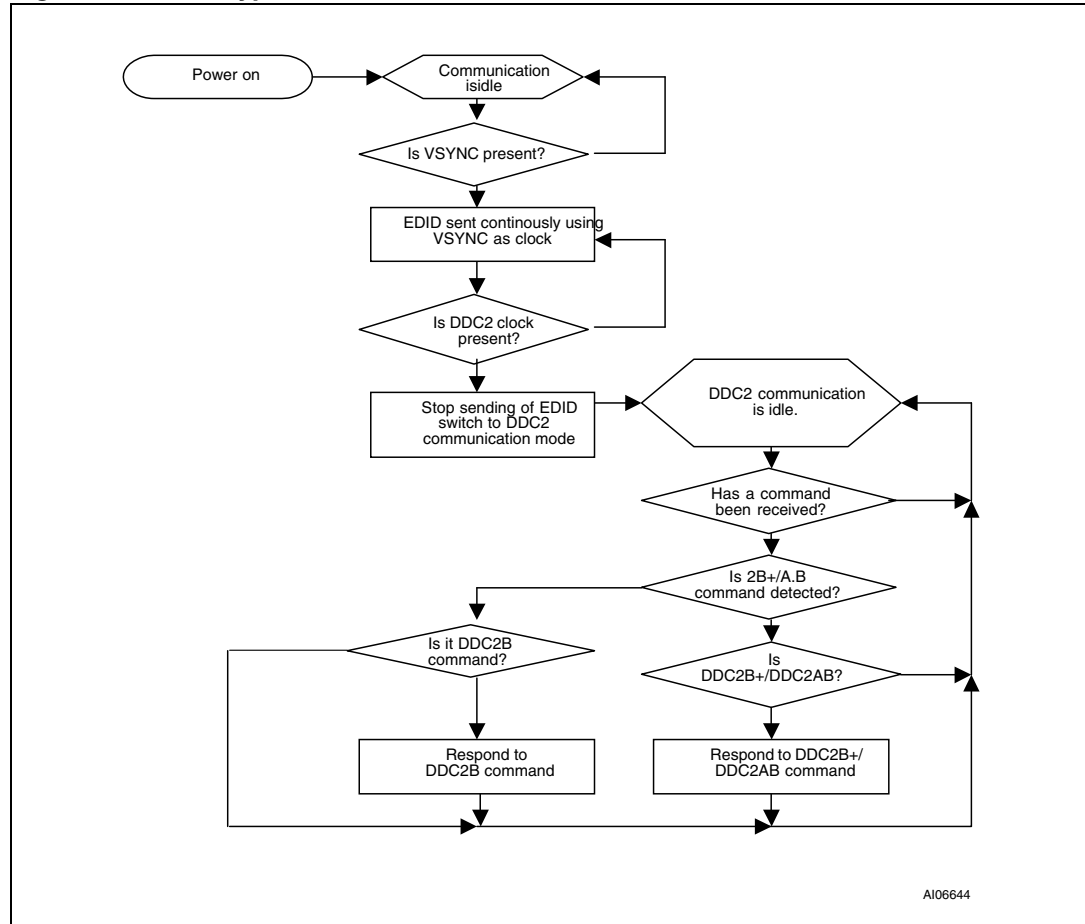 Power on
Communication
isidle
Is VSYNC present?
EDID sent continously using
VSYNC as clock
Is DDC2 clock
present?
Stop sending of EDID
switch to DDC2
communication mode
DDC2 communication
is idle.
Has a command
been received?
Is 2B+/A.B
command detected?
Is it DDC2B
command?
Is
DDC2B+/DDC2AB?
Respond to
DDC2B command
Respond to DDC2B+/
DDC2AB command
AI06644